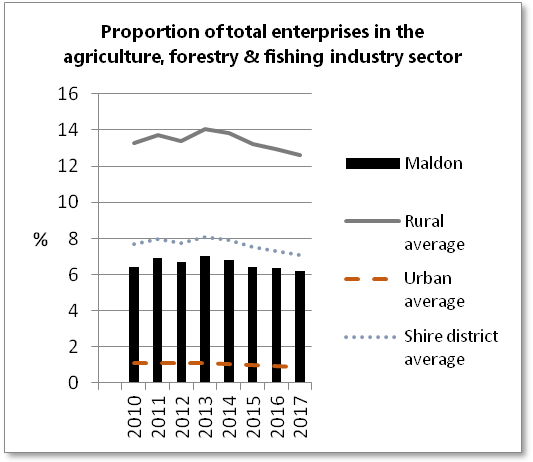 Proportion of total enterprises in the
agriculture, forestry & fishing industry sector
16
14
12
10
8
6
4
2
0
%
2010
2011
2012
2013
2014
2015
2016
2017
Maldon
Rural
average
Urban
average
Shire district
average